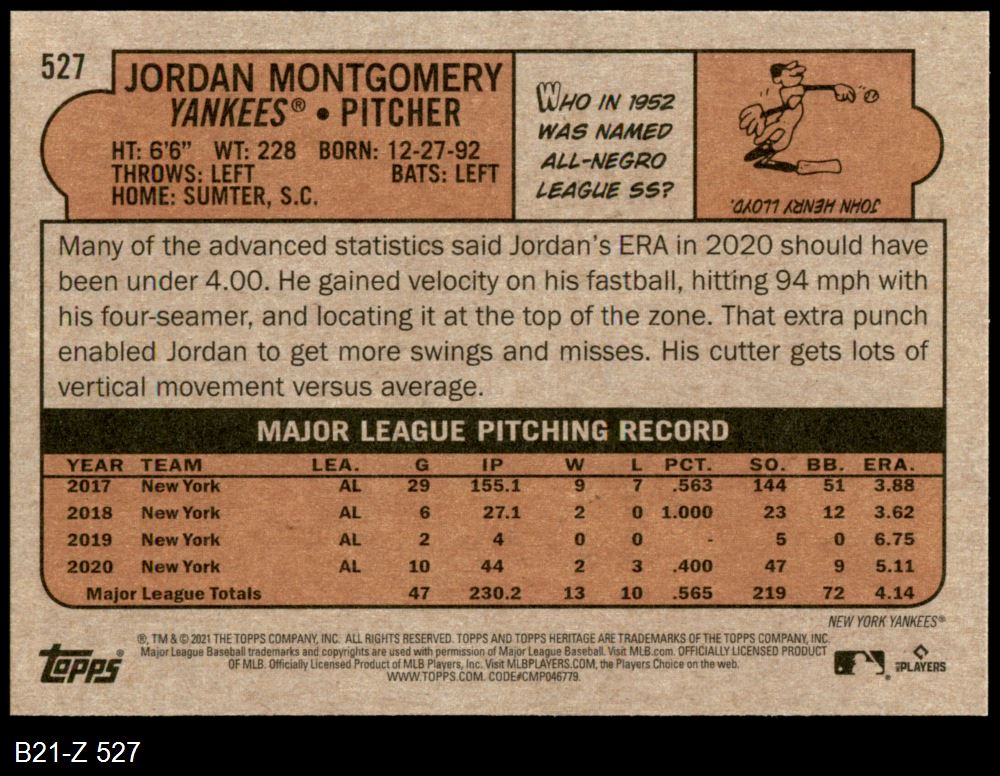 527
JORDAN MONTGOMERY
YANKEES® • PITCHER
HT: 6'6" WT: 228 BORN: 12-27-92
THROWS: LEFT BATS: LEFT
HOME: SUMTER, S.C.
WHO IN 1952
WAS NAMED
ALL-NEGRO
LEAGUE SS?
JOHN HENRY LLOYD.
Many of the advanced statistics said Jordan's ERA in 2020 should have
been under 4.00. He gained velocity on his fastball, hitting 94 mph with
his four-seamer, and locating it at the top of the zone. That extra punch
enabled Jordan to get more swings and misses. His cutter gets lots of
vertical movement versus average.
MAJOR LEAGUE PITCHING RECORD
YEAR TEAM LEA. G IP W L PCT. SO. BB. ERA.
2017 New York AL 29 155.1 9 7 .563 144 51 3.88
2018 New York AL 6 27.1 2 0 1.000 23 12 3.62
2019 New York AL 2 4 0 0 - 5 0 6.75
2020 New York AL 10 44 2 3 .400 47 9 5.11
Major League Totals 47 230.2 13 10 .565 219 72 4.14
NEW YORK YANKEES®
®, TM & © 2021 THE TOPPS COMPANY, INC. ALL RIGHTS RESERVED. TOPPS AND TOPPS HERITAGE ARE TRADEMARKS OF THE TOPPS COMPANY, INC.
Major League Baseball trademarks and copyrights are used with permission of Major League Baseball. Visit MLB.com. OFFICIALLY LICENSED PRODUCT
OF MLB. Officially Licensed Product of MLB Players, Inc. Visit MLBPLAYERS.COM, the Players Choice on the web.
WWW.TOPPS.COM. CODE#CMP046779.
Topps®
MLB PLAYERS
B21-Z 527